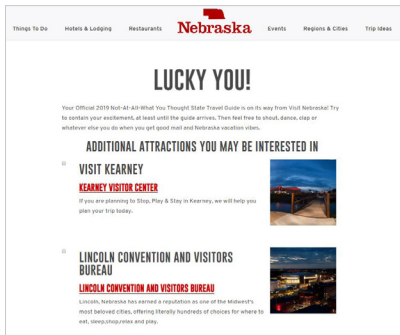 Things To Do Hotels & Lodging Restaurants Nebraska Events Regions & Cities Trip Ideas
LUCKY YOU!
Your Official 2019 Not-At-All-What You Thought State Travel Guide is on its way from Visit Nebraska! Try
to contain your excitement, at least until the guide arrives. Then feel free to shout, dance, clap or
whatever else you do when you get good mail and Nebraska vacation vibes.
ADDITIONAL ATTRACTIONS YOU MAY BE INTERESTED IN
VISIT KEARNEY
KEARNEY VISITOR CENTER
If you are planning to Stop, Play & Stay in Kearney, we will help you
plan your trip today.
LINCOLN CONVENTION AND VISITORS
BUREAU
LINCOLN CONVENTION AND VISITORS BUREAU
Lincoln, Nebraska has earned a reputation as one of the Midwest's
most beloved cities, offering literally hundreds of choices for where to
eat, sleep,shop,relax and play.